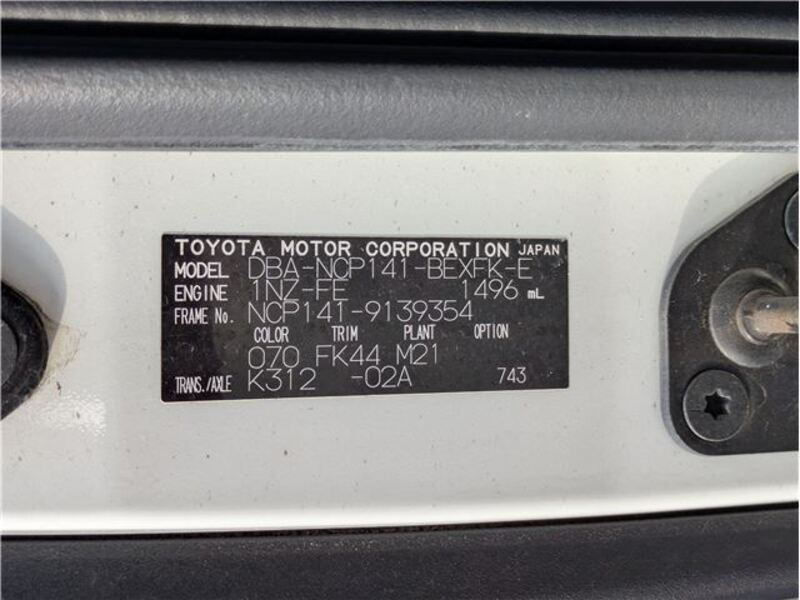 TOYOTA MOTOR CORPORATION JAPAN
MODEL DBA-NCP141-BEXFK-E
ENGINE 1NZ-FE 1496 mL
FRAME No. NCP141-9139354
COLOR TRIM PLANT OPTION
070 FK44 M21
TRANS./AXLE K312 -02A 743